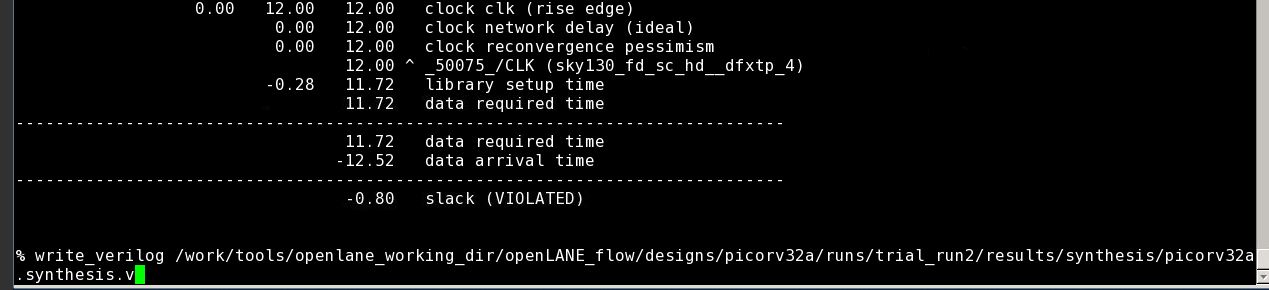 0.00 12.00 12.00 clock clk (rise edge)
0.00 12.00 clock network delay (ideal)
0.00 12.00 clock reconvergence pessimism
12.00 ^ _50075_/CLK (sky130_fd_sc_hd__dfxtp_4)
-0.28 11.72 library setup time
11.72 data required time
-----------------------------------------------------------------------------
11.72 data required time
-12.52 data arrival time
-----------------------------------------------------------------------------
-0.80 slack (VIOLATED)
% write_verilog /work/tools/openlane_working_dir/openLANE_flow/designs/picorv32a/runs/trial_run2/results/synthesis/picorv32a
.synthesis.v